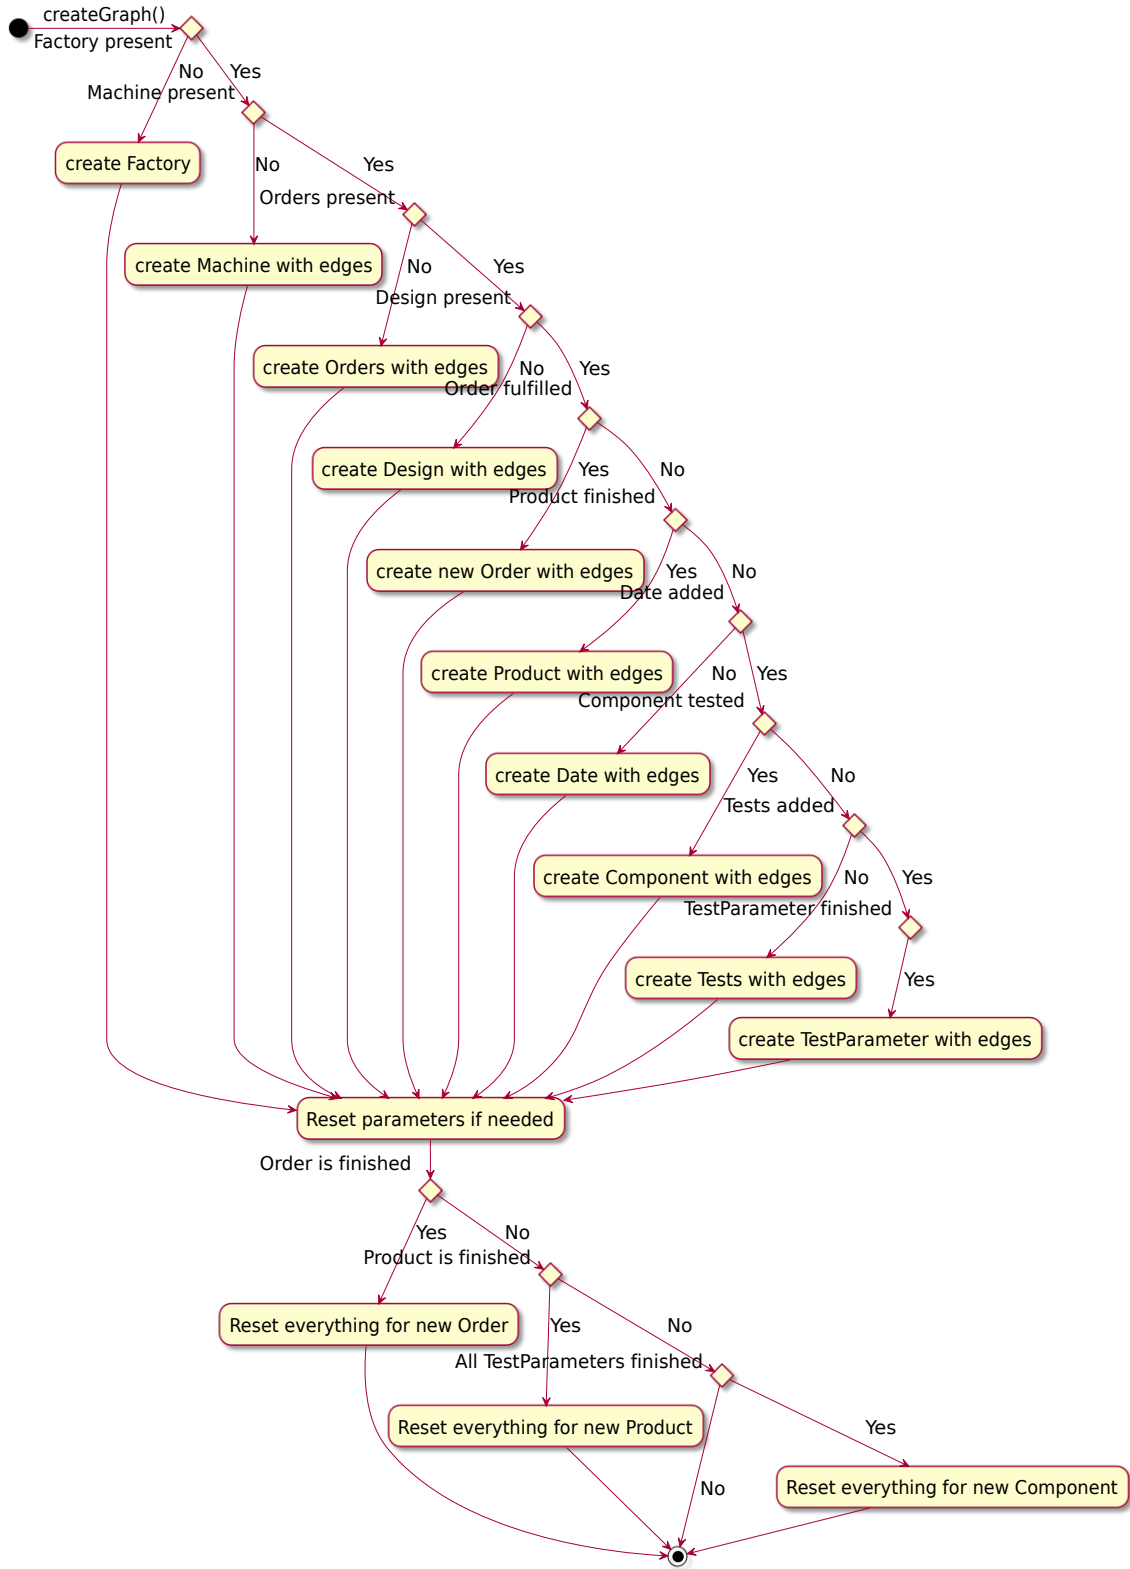 createGraph()
Factory present
No
Yes
Machine present
create Factory
No
Yes
Orders present
create Machine with edges
No
Yes
Design present
create Orders with edges
No
Yes
Order fulfilled
create Design with edges
Yes
No
Product finished
create new Order with edges
Yes
No
Date added
create Product with edges
No
Yes
Component tested
create Date with edges
Yes
No
Tests added
create Component with edges
No
Yes
TestParameter finished
create Tests with edges
Yes
create TestParameter with edges
Reset parameters if needed
Order is finished
Yes
No
Product is finished
Reset everything for new Order
Yes
No
All TestParameters finished
Reset everything for new Product
Yes
No
Reset everything for new Component